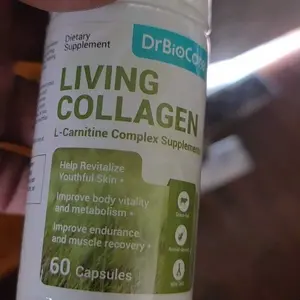 Dietary
Supplement
LIVING
COLLAGEN
L-Carnitine Complex Supplements
Help Revitalize
Youthful Skin
Improve body vitality
and metabolism
Improve endurance
and muscle recovery
60 Capsules